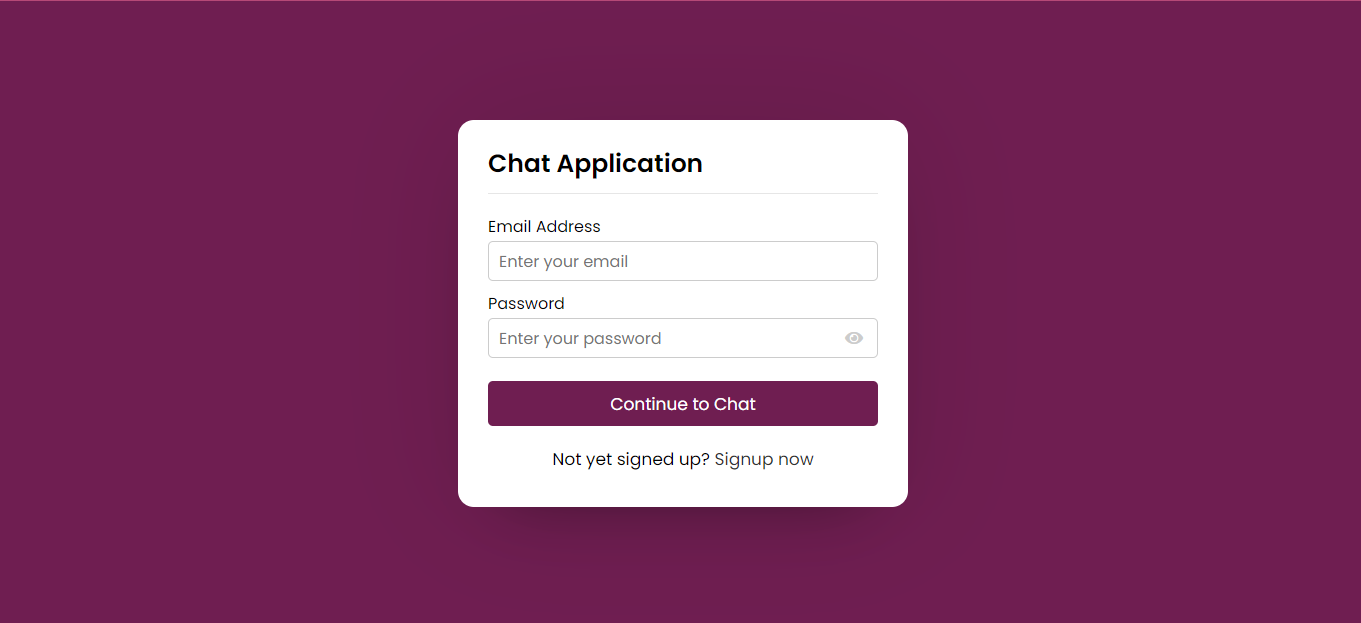 Chat Application
Email Address
Enter your email
Password
Enter your password
Continue to Chat
Not yet signed up? Signup now